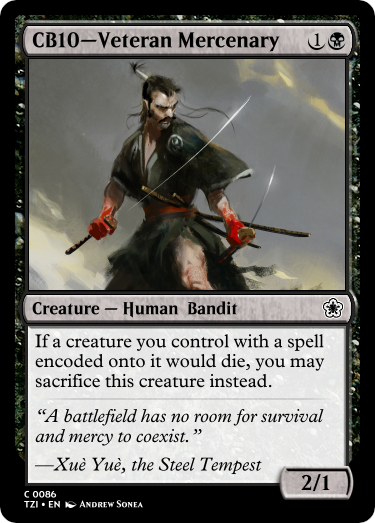 CB10—Veteran Mercenary 1
Creature — Human Bandit
If a creature you control with a spell
encoded onto it would die, you may
sacrifice this creature instead.
“A battlefield has no room for survival
and mercy to coexist.”
—Xuè Yuè, the Steel Tempest
2/1
C 0086
TZI • EN Andrew Sonea